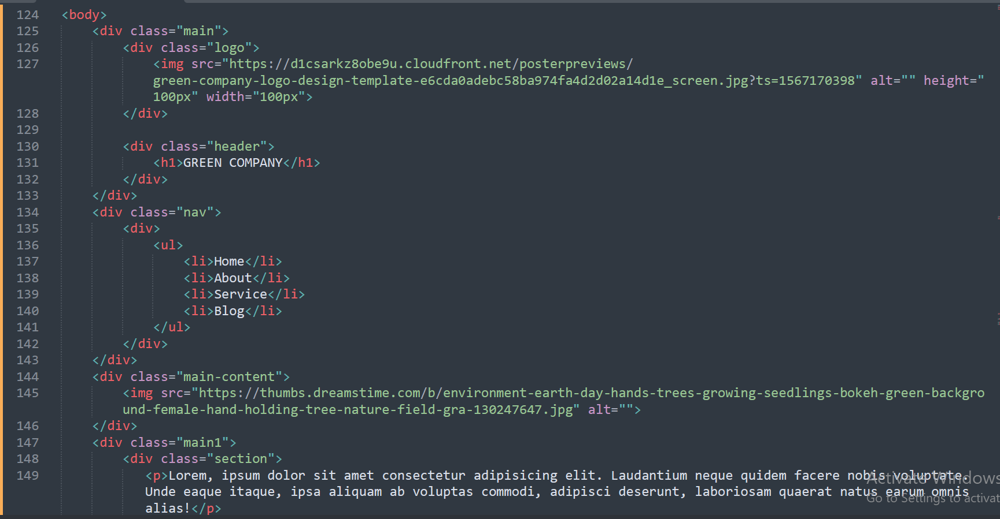 124 <body>
125 <div class="main">
126 <div class="logo">
127 <img src="https://d1csarkz8obe9u.cloudfront.net/posterpreviews/
green-company-logo-design-template-e6cda0adebc58ba974fa4d2d02a14d1e_screen.jpg?ts=1567170398" alt="" height="
100px" width="100px">
128 </div>
129
130 <div class="header">
131 <h1>GREEN COMPANY</h1>
132 </div>
133 </div>
134 <div class="nav">
135 <div>
136 <ul>
137 <li>Home</li>
138 <li>About</li>
139 <li>Service</li>
140 <li>Blog</li>
141 </ul>
142 </div>
143 </div>
144 <div class="main-content">
145 <img src="https://thumbs.dreamstime.com/b/environment-earth-day-hands-trees-growing-seedlings-bokeh-green-backgro
und-female-hand-holding-tree-nature-field-gra-130247647.jpg" alt="">
146 </div>
147 <div class="main1">
148 <div class="section">
149 <p>Lorem, ipsum dolor sit amet consectetur adipisicing elit. Laudantium neque quidem facere nobis voluptate.
Unde eaque itaque, ipsa aliquam ab voluptas commodi, adipisci deserunt, laboriosam quaerat natus earum omnis
alias!</p>
Activate Windows
Go to Settings to activat